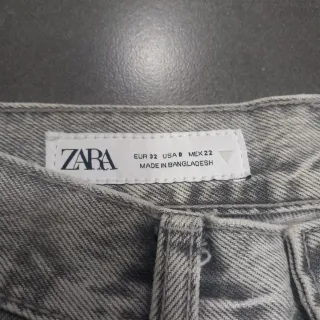 ZARA
EUR 32 USA 0 MEX 22
MADE IN BANGLADESH